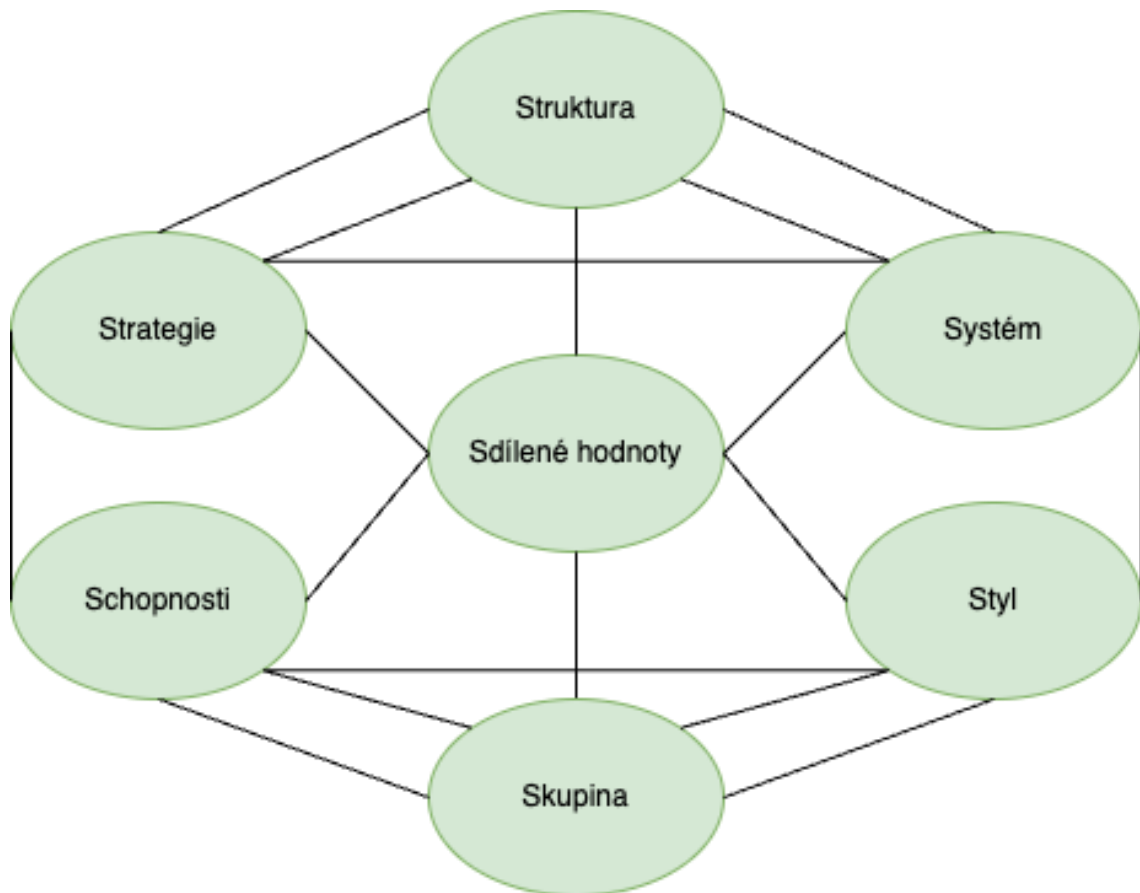 Struktura
Strategie
Systém
Sdílené hodnoty
Schopnosti
Styl
Skupina